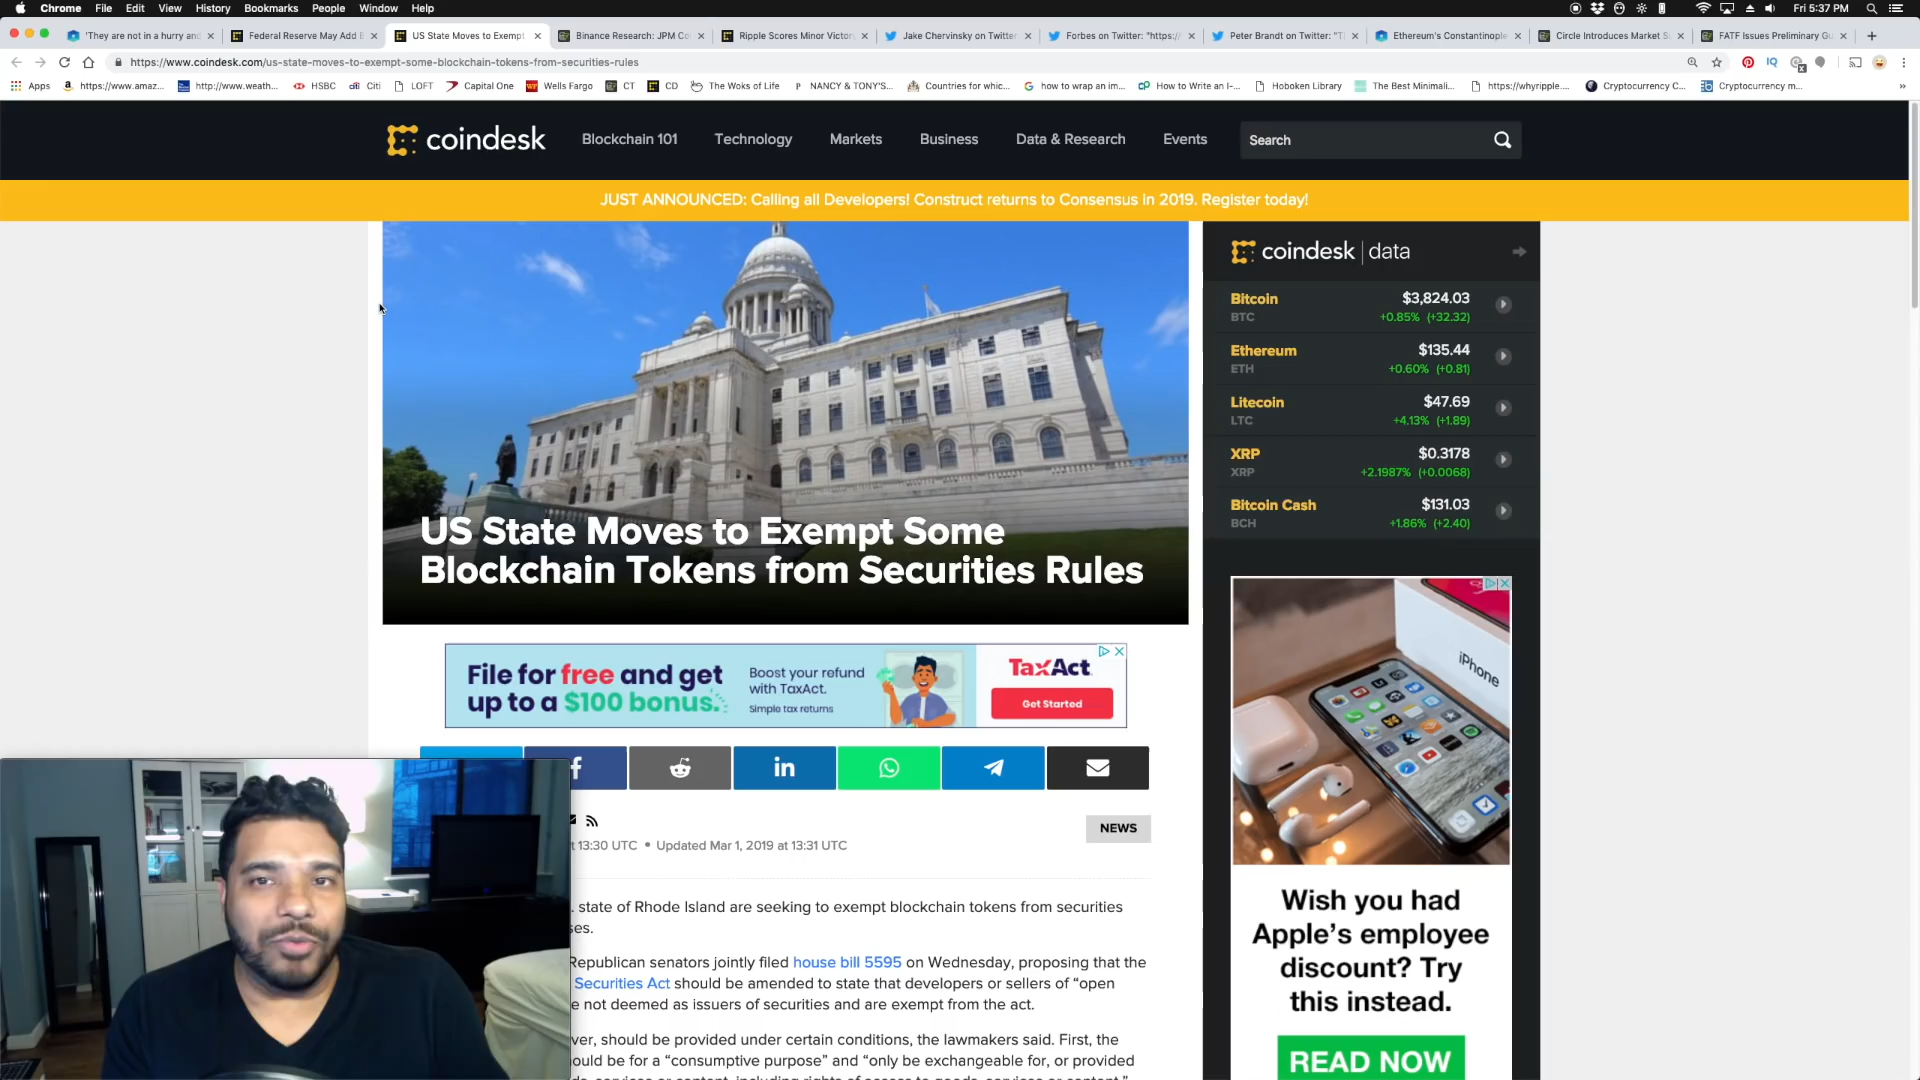 Chrome File Edit View History Bookmarks People Window Help
Fri 5:37 PM
'They are not in a hurry and
Federal Reserve May Add B
US State Moves to Exempt
Binance Research: JPM Co
Ripple Scores Minor Victor
Jake Chervinsky on Twitter:
Forbes on Twitter: "https:/
Peter Brandt on Twitter: "T
Ethereum's Constantinople
Circle Introduces Market S
FATF Issues Preliminary Gu
https://www.coindesk.com/us-state-moves-to-exempt-some-blockchain-tokens-from-securities-rules
Apps
https://www.amaz...
http://www.weath...
HSBC
Citi
LOFT
Capital One
Wells Fargo
CT
CD
The Woks of Life
NANCY & TONY'S...
Countries for whic...
how to wrap an im...
How to Write an I-...
Hoboken Library
The Best Minimali...
https://whyripple....
Cryptocurrency C...
Cryptocurrency m...
coindesk
Blockchain 101
Technology
Markets
Business
Data & Research
Events
Search
JUST ANNOUNCED: Calling all Developers! Construct returns to Consensus in 2019. Register today!
US State Moves to Exempt Some
Blockchain Tokens from Securities Rules
coindesk | data
Bitcoin $3,824.03
BTC +0.85% (+32.32)
Ethereum $135.44
ETH +0.60% (+0.81)
Litecoin $47.69
LTC +4.13% (+1.89)
XRP $0.3178
XRP +2.1987% (+0.0068)
Bitcoin Cash $131.03
BCH +1.86% (+2.40)
File for free and get
up to a $100 bonus.
Boost your refund
with TaxAct.
Simple tax returns
TaxAct
Get Started
t 13:30 UTC • Updated Mar 1, 2019 at 13:31 UTC
NEWS
. state of Rhode Island are seeking to exempt blockchain tokens from securities
ses.
Republican senators jointly filed house bill 5595 on Wednesday, proposing that the
Securities Act should be amended to state that developers or sellers of “open
e not deemed as issuers of securities and are exempt from the act.
ver, should be provided under certain conditions, the lawmakers said. First, the
ould be for a “consumptive purpose” and “only be exchangeable for, or provided
iPhone
Wish you had
Apple’s employee
discount? Try
this instead.
READ NOW